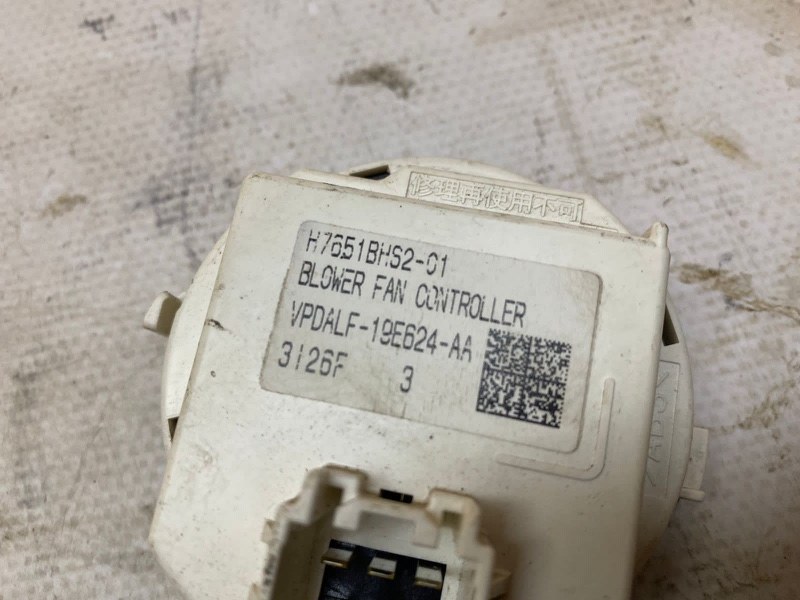 修理再使用不可
H7651BHS2-01
BLOWER FAN CONTROLLER
VPDALF-19E624-AA
3126F 3